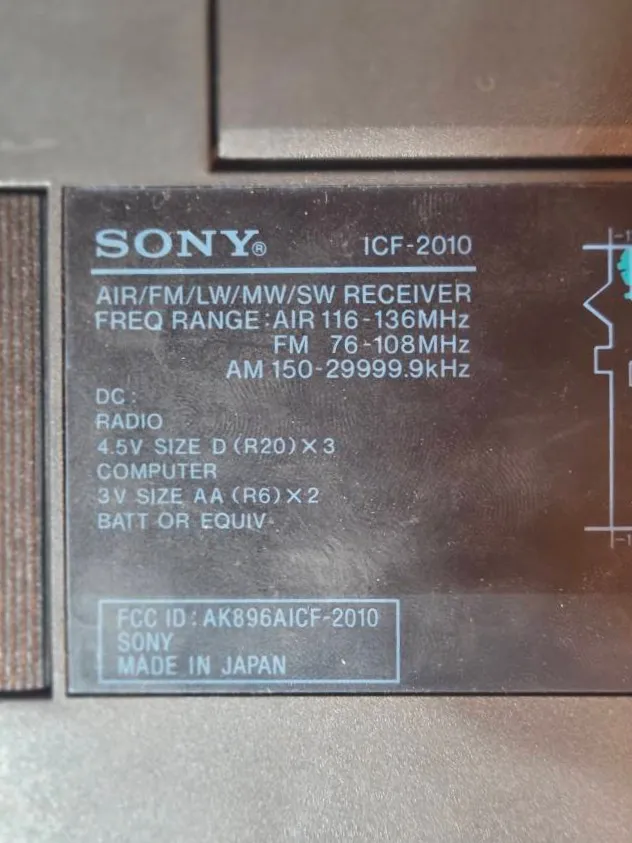 SONY® ICF-2010
AIR/FM/LW/MW/SW RECEIVER
FREQ RANGE: AIR 116-136MHz
FM 76-108MHz
AM 150-29999.9kHz
DC:
RADIO
4.5V SIZE D (R20)×3
COMPUTER
3V SIZE AA (R6)×2
BATT OR EQUIV
FCC ID: AK896AICF-2010
SONY
MADE IN JAPAN